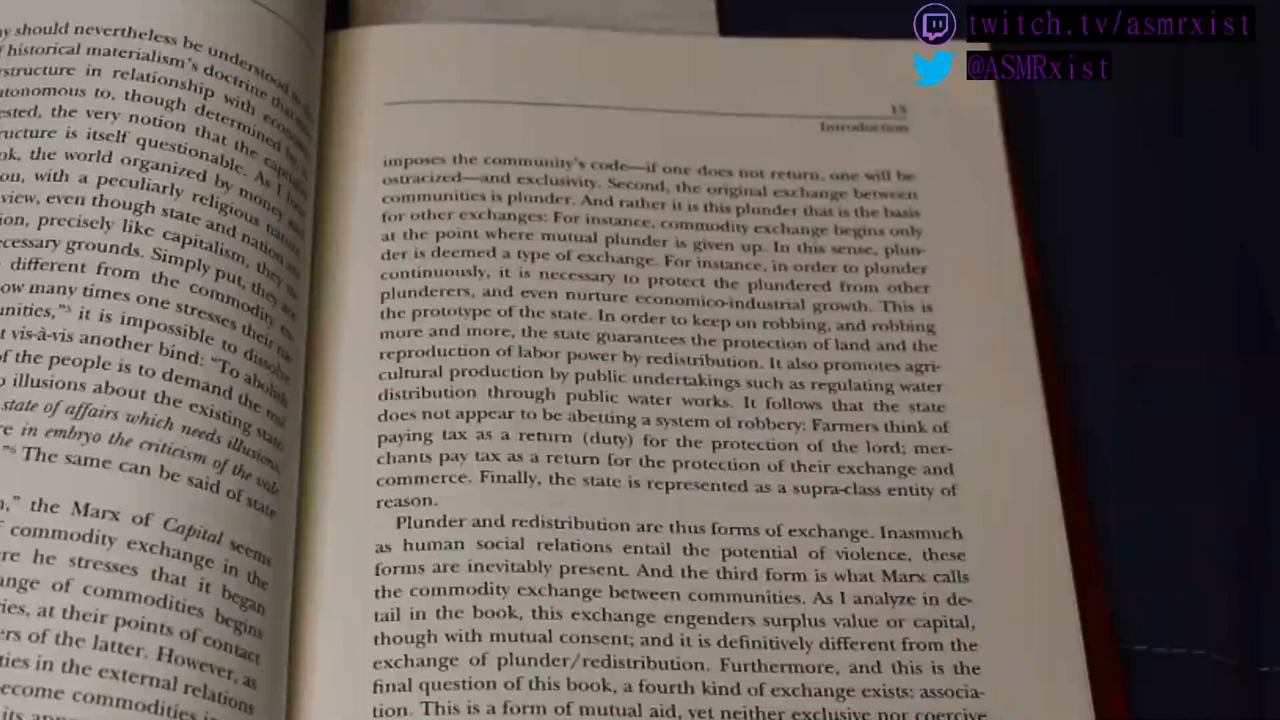 twitch.tv/asmrxist
@ASMRxist
y should nevertheless be understood
f historical materialism's doctrine that
structure in relationship with
utonomous to, though determined by,
ested, the very notion that the
ructure is itself questionable. As I have
ok, the world organized by money and
on, with a peculiarly religious nature
view, even though state and nation
ion, precisely like capitalism, they
ecessary grounds. Simply put, they are
different from the commodity
ow many times one stresses their
unities,"5 it is impossible to dissolve
t vis-à-vis another bind: "To abolish
of the people is to demand the real
o illusions about the existing state
state of affairs which needs illusions.
re in embryo the criticism of the vale
"6 The same can be said of state
," the Marx of Capital seems
f commodity exchange in the
ere he stresses that it began
ange of commodities begins
ies, at their points of contact
ers of the latter. However, as
ties in the external relations
ecome commodities
15
Introduction
imposes the community's code—if one does not return, one will be
ostracized—and exclusivity. Second, the original exchange between
communities is plunder. And rather it is this plunder that is the basis
for other exchanges: For instance, commodity exchange begins only
at the point where mutual plunder is given up. In this sense, plun-
der is deemed a type of exchange. For instance, in order to plunder
continuously, it is necessary to protect the plundered from other
plunderers, and even nurture economico-industrial growth. This is
the prototype of the state. In order to keep on robbing, and robbing
more and more, the state guarantees the protection of land and the
reproduction of labor power by redistribution. It also promotes agri-
cultural production by public undertakings such as regulating water
distribution through public water works. It follows that the state
does not appear to be abetting a system of robbery: Farmers think of
paying tax as a return (duty) for the protection of the lord; mer-
chants pay tax as a return for the protection of their exchange and
commerce. Finally, the state is represented as a supra-class entity of
reason.
Plunder and redistribution are thus forms of exchange. Inasmuch
as human social relations entail the potential of violence, these
forms are inevitably present. And the third form is what Marx calls
the commodity exchange between communities. As I analyze in de-
tail in the book, this exchange engenders surplus value or capital,
though with mutual consent; and it is definitively different from the
exchange of plunder/redistribution. Furthermore, and this is the
final question of this book, a fourth kind of exchange exists: associa-
tion. This is a form of mutual aid, yet neither exclusive nor coercive